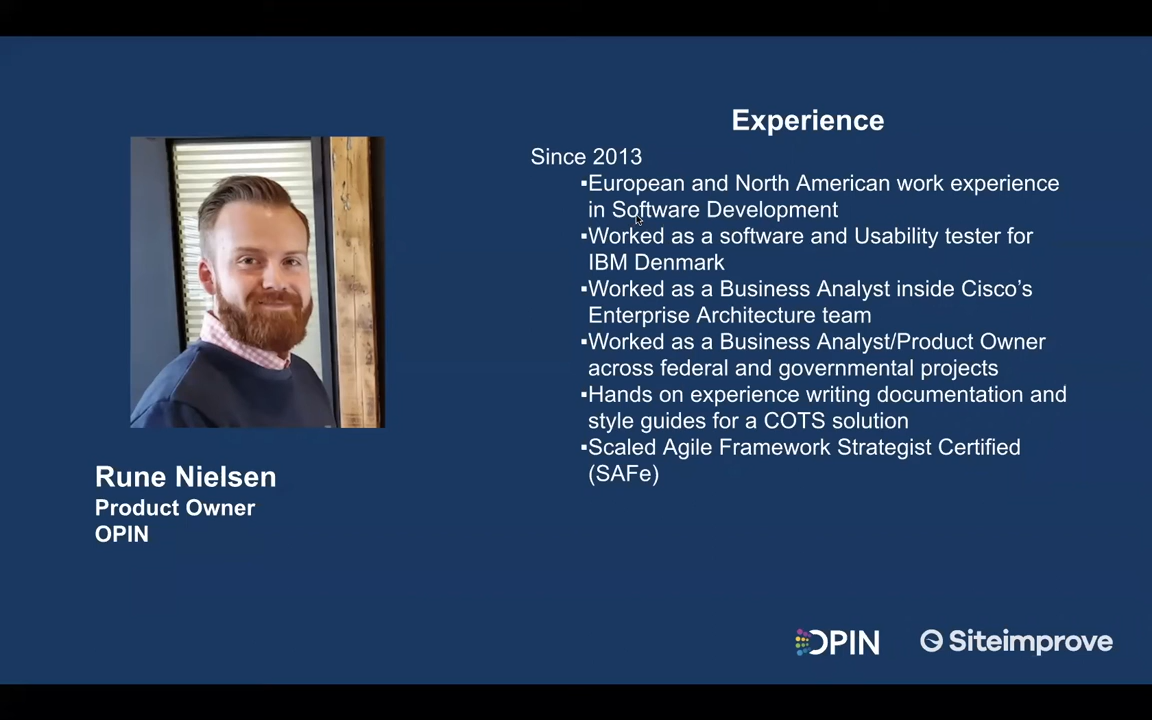 Experience
Since 2013
▪European and North American work experience
in Software Development
▪Worked as a software and Usability tester for
IBM Denmark
▪Worked as a Business Analyst inside Cisco’s
Enterprise Architecture team
▪Worked as a Business Analyst/Product Owner
across federal and governmental projects
▪Hands on experience writing documentation and
style guides for a COTS solution
▪Scaled Agile Framework Strategist Certified
(SAFe)
Rune Nielsen
Product Owner
OPIN
OPIN
Siteimprove